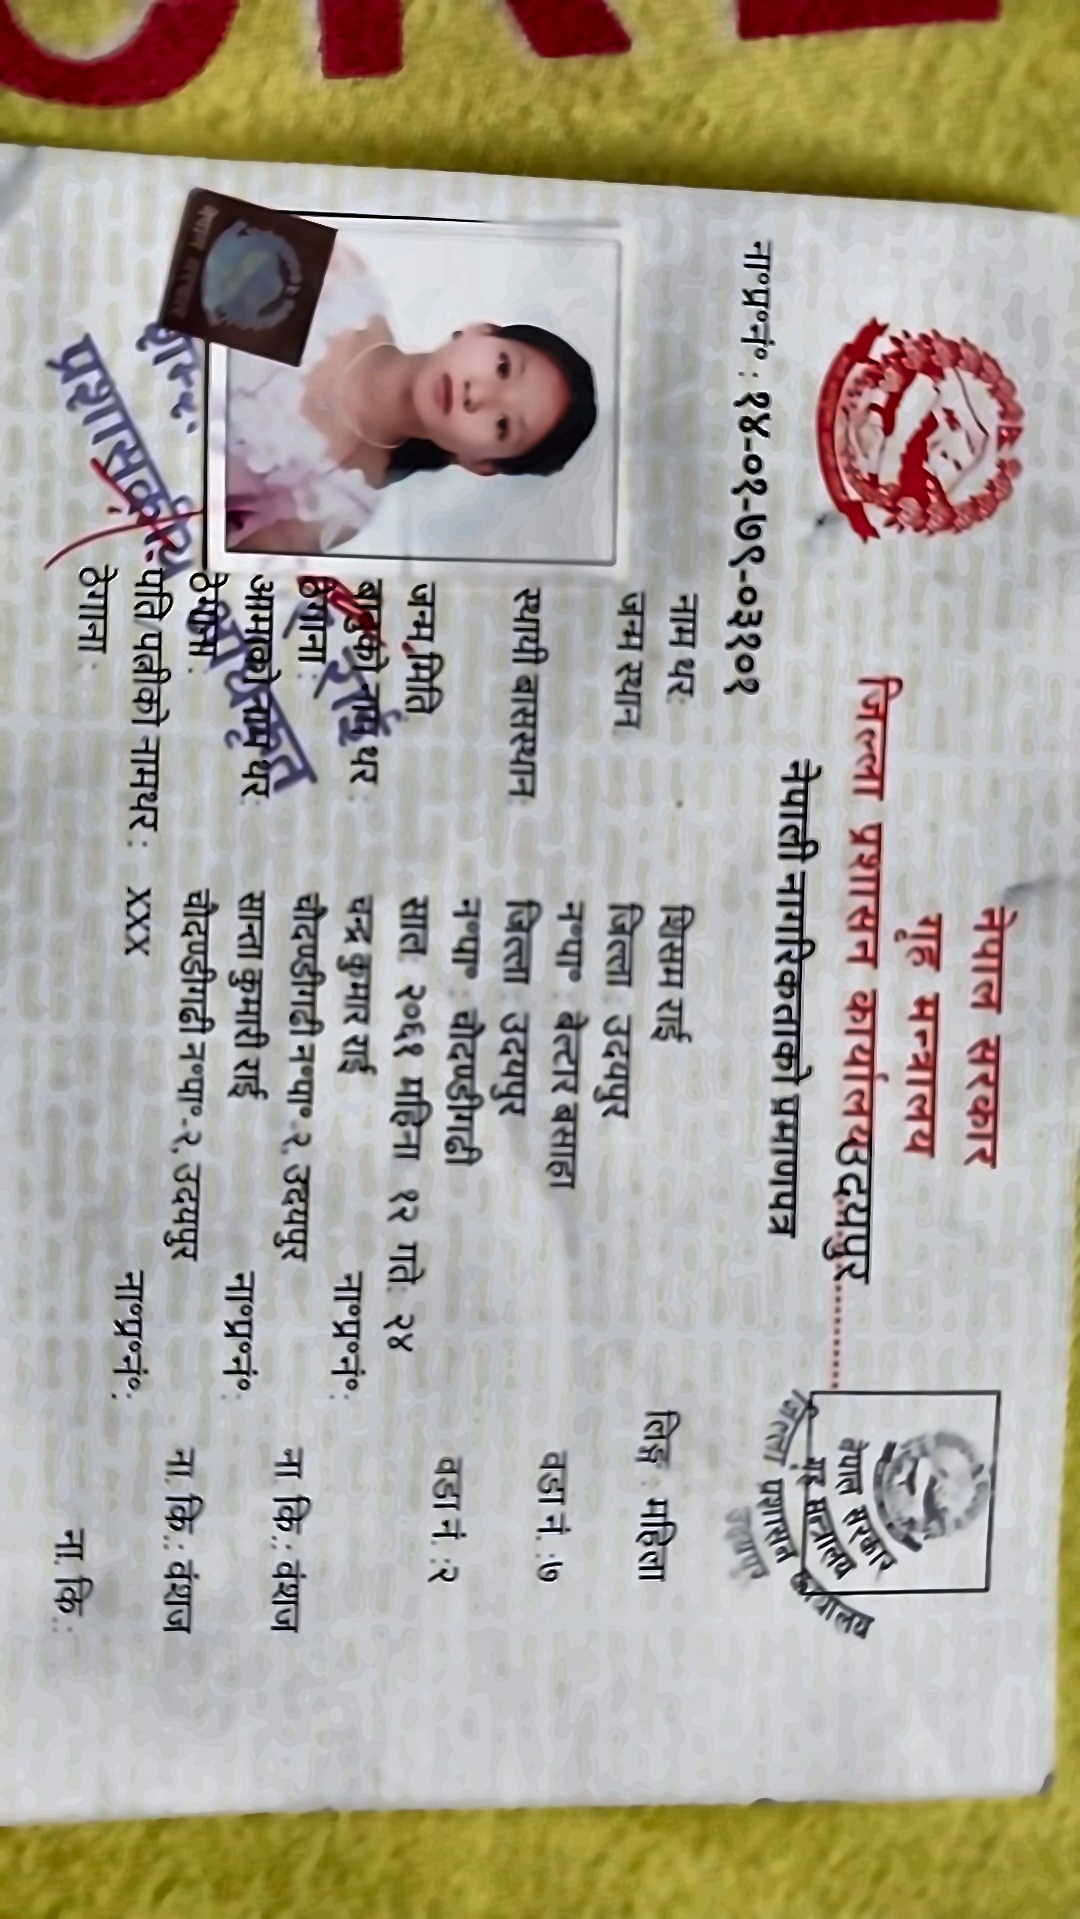 नेपाल सरकार
गृह मन्त्रालय
जिल्ला प्रशासन कार्यालय उदयपुर
नेपाली नागरिकताको प्रमाणपत्र
नेपाल सरकार
गृह मन्त्रालय
जिल्ला प्रशासन कार्यालय
ना॰प्र॰नं॰ : १४-०१-७९-०३१०१
नाम थर: शिसम राई लिङ्ग : महिला
जन्म स्थान जिल्ला : उदयपुर
न॰पा॰ : बेल्टार बसाहा वडा नं. :७
स्थायी वासस्थान: जिल्ला : उदयपुर
न॰पा॰ : चौदण्डीगढी वडा नं. :२
जन्म मिति साल २०६१ महिना १२ गते: २४
बाबुको नाम थर : चन्द्र कुमार राई ना॰प्र॰नं॰ :
ठेगाना : चौदण्डीगढी न॰पा॰-२, उदयपुर ना. कि.: वंशज
आमाको नाम थर: सान्ता कुमारी राई ना॰प्र॰नं॰ :
ठेगाना : चौदण्डीगढी न॰पा॰-२, उदयपुर ना. कि.: वंशज
पति/पत्नीको नामथर : XXX ना॰प्र॰नं॰ :
ठेगाना : ना. कि.:
राई
प्रशासकीय अधिकृत